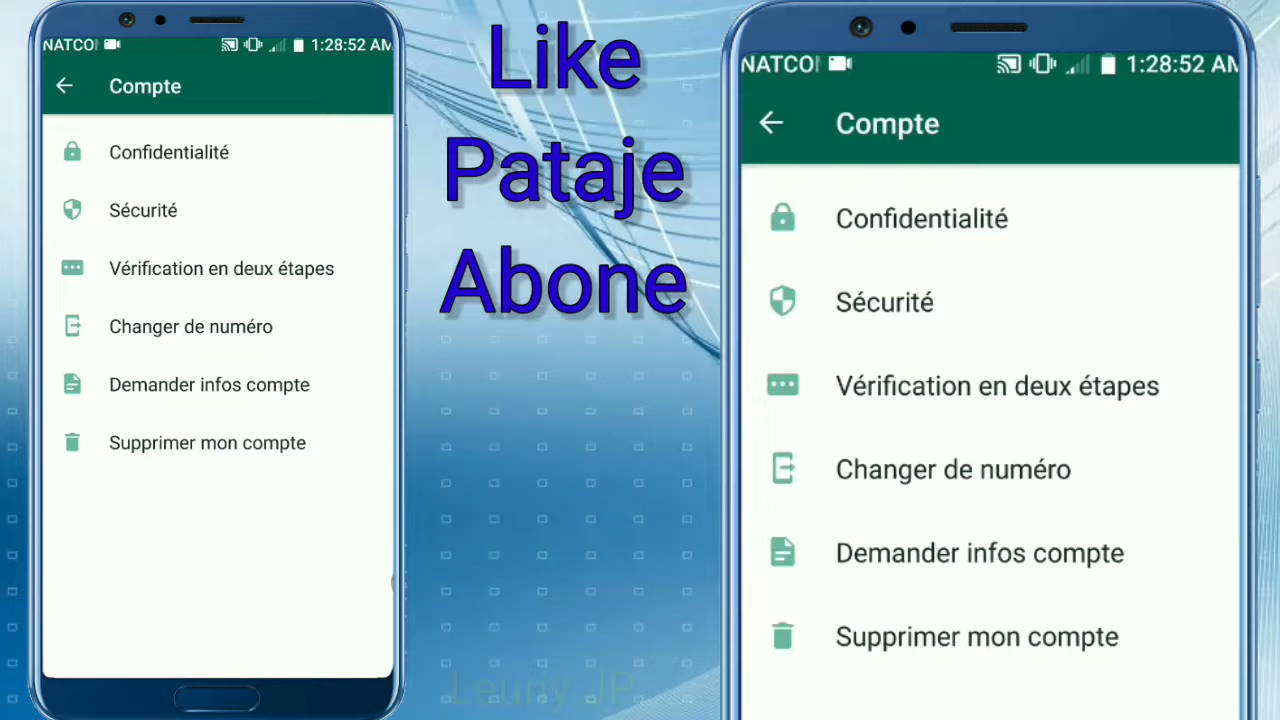 NATCO
1:28:52 AM
Compte
Confidentialité
Sécurité
Vérification en deux étapes
Changer de numéro
Demander infos compte
Supprimer mon compte
Like
Pataje
Abone
Leuny JP
NATCO
1:28:52 AM
Compte
Confidentialité
Sécurité
Vérification en deux étapes
Changer de numéro
Demander infos compte
Supprimer mon compte